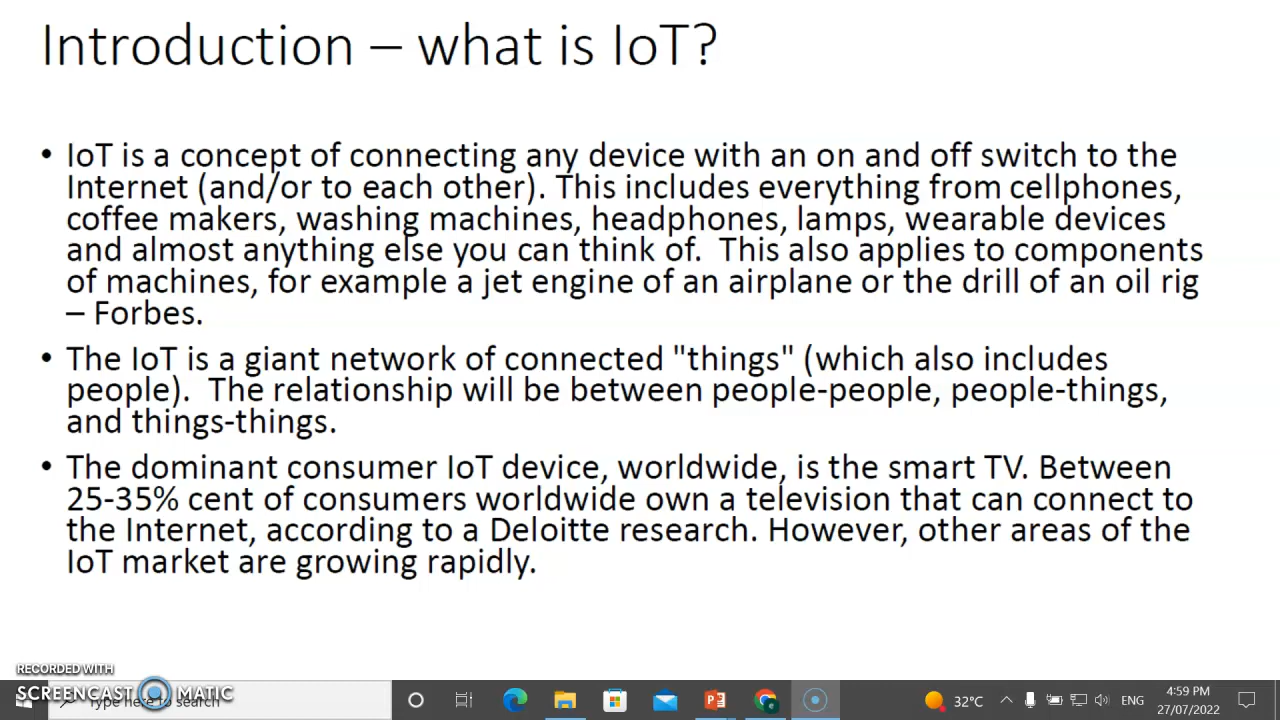 Introduction – what is IoT?
• IoT is a concept of connecting any device with an on and off switch to the
Internet (and/or to each other). This includes everything from cellphones,
coffee makers, washing machines, headphones, lamps, wearable devices
and almost anything else you can think of.  This also applies to components
of machines, for example a jet engine of an airplane or the drill of an oil rig
– Forbes.
• The IoT is a giant network of connected "things" (which also includes
people).  The relationship will be between people-people, people-things,
and things-things.
• The dominant consumer IoT device, worldwide, is the smart TV. Between
25-35% cent of consumers worldwide own a television that can connect to
the Internet, according to a Deloitte research. However, other areas of the
IoT market are growing rapidly.
RECORDED WITH
SCREENCAST MATIC
Type here to search
32°C
ENG
4:59 PM
27/07/2022